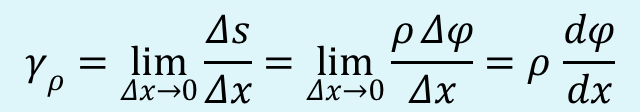 γ_ρ = lim_{Δx→0} Δs/Δx = lim_{Δx→0} ρ Δφ/Δx = ρ dφ/dx